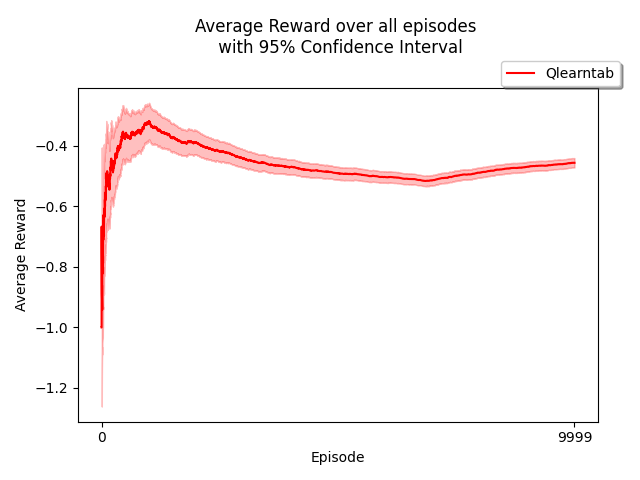 Average Reward over all episodes
with 95% Confidence Interval
Qlearntab
−0.4
−0.6
−0.8
−1.0
−1.2
Average Reward
0
9999
Episode